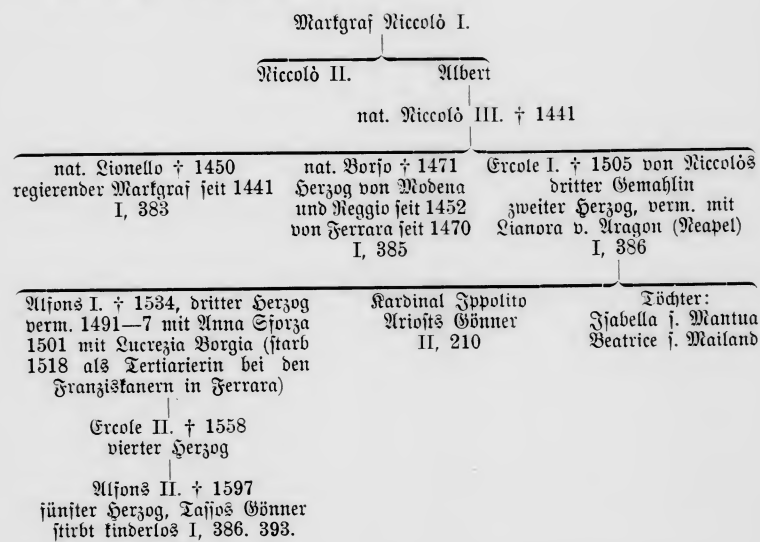 Markgraf Niccolò I.
Niccolò II. Albert
nat. Niccolò III. † 1441
nat. Lionello † 1450
regierender Markgraf seit 1441
I, 383
nat. Borso † 1471
Herzog von Modena
und Reggio seit 1452
von Ferrara seit 1470
I, 385
Ercole I. † 1505 von Niccolòs
dritter Gemahlin
zweiter Herzog, verm. mit
Lianora v. Aragon (Neapel)
I, 386
Alfons I. † 1534, dritter Herzog
verm. 1491—7 mit Anna Sforza
1501 mit Lucrezia Borgia (starb
1518 als Tertiarierin bei den
Franziskanern in Ferrara)
Kardinal Ippolito
Ariosts Gönner
II, 210
Töchter:
Isabella s. Mantua
Beatrice s. Mailand
Ercole II. † 1558
vierter Herzog
Alfons II. † 1597
fünfter Herzog, Tassos Gönner
stirbt kinderlos I, 386. 393.